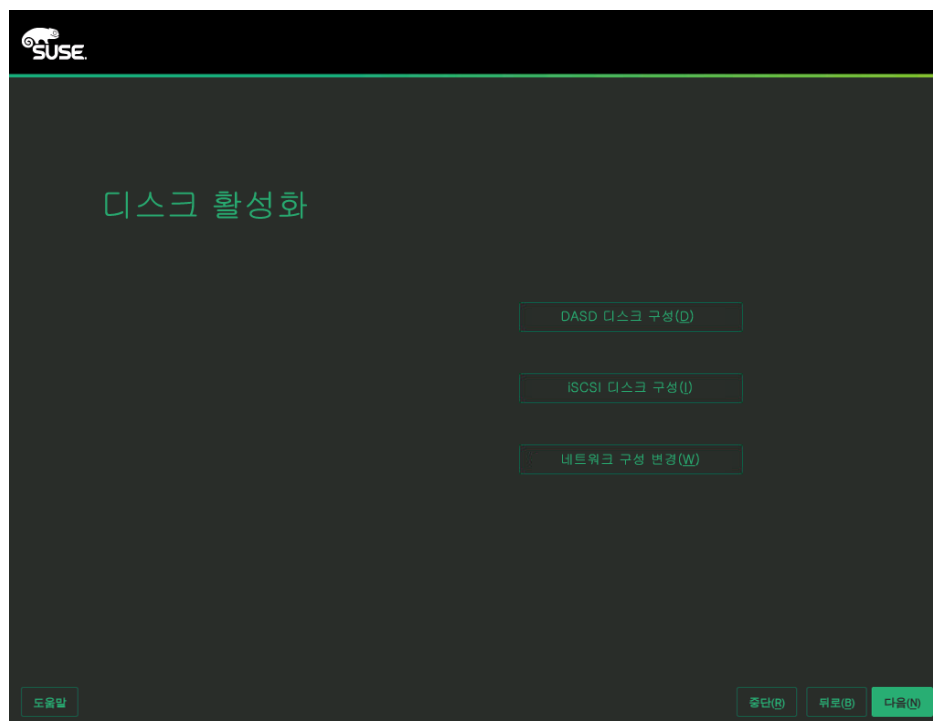 SUSE.
디스크 활성화
DASD 디스크 구성(D)
iSCSI 디스크 구성(I)
네트워크 구성 변경(W)
도움말
중단(R)
뒤로(B)
다음(N)